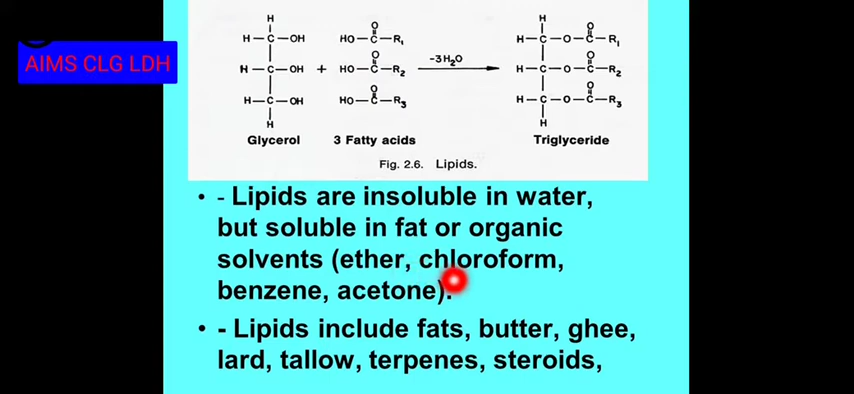 AIMS CLG LDH
H
H—C—OH HO—C—R1 H—C—O—C—R1
H—C—OH + HO—C—R2 -3H2O H—C—O—C—R2
H—C—OH HO—C—R3 H—C—O—C—R3
H H
Glycerol 3 Fatty acids Triglyceride
Fig. 2.6. Lipids.
• - Lipids are insoluble in water,
but soluble in fat or organic
solvents (ether, chloroform,
benzene, acetone).
• - Lipids include fats, butter, ghee,
lard, tallow, terpenes, steroids,